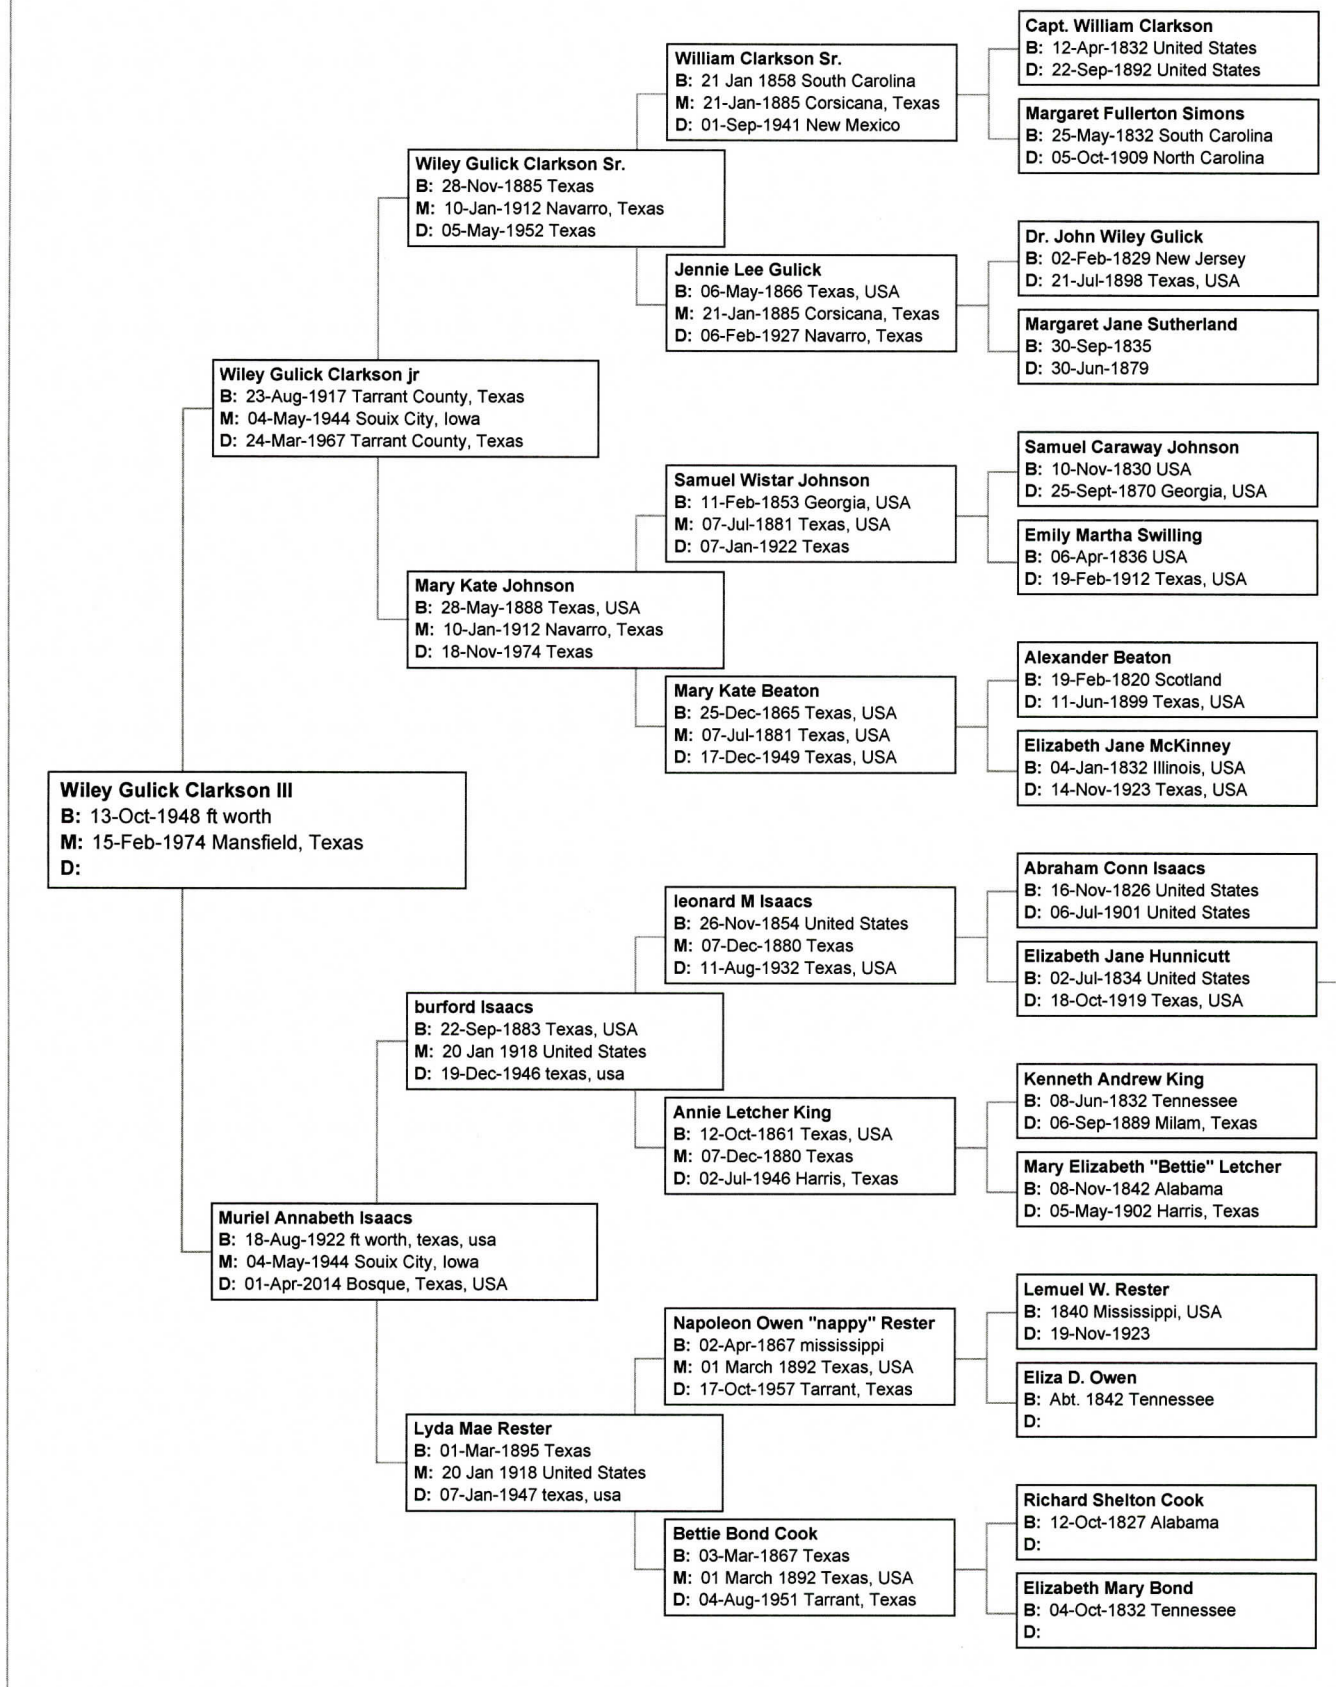 Capt. William Clarkson
B: 12-Apr-1832 United States
D: 22-Sep-1892 United States
William Clarkson Sr.
B: 21 Jan 1858 South Carolina
M: 21-Jan-1885 Corsicana, Texas
D: 01-Sep-1941 New Mexico
Margaret Fullerton Simons
B: 25-May-1832 South Carolina
D: 05-Oct-1909 North Carolina
Wiley Gulick Clarkson Sr.
B: 28-Nov-1885 Texas
M: 10-Jan-1912 Navarro, Texas
D: 05-May-1952 Texas
Dr. John Wiley Gulick
B: 02-Feb-1829 New Jersey
D: 21-Jul-1898 Texas, USA
Jennie Lee Gulick
B: 06-May-1866 Texas, USA
M: 21-Jan-1885 Corsicana, Texas
D: 06-Feb-1927 Navarro, Texas
Margaret Jane Sutherland
B: 30-Sep-1835
D: 30-Jun-1879
Wiley Gulick Clarkson jr
B: 23-Aug-1917 Tarrant County, Texas
M: 04-May-1944 Souix City, Iowa
D: 24-Mar-1967 Tarrant County, Texas
Samuel Caraway Johnson
B: 10-Nov-1830 USA
D: 25-Sept-1870 Georgia, USA
Samuel Wistar Johnson
B: 11-Feb-1853 Georgia, USA
M: 07-Jul-1881 Texas, USA
D: 07-Jan-1922 Texas
Emily Martha Swilling
B: 06-Apr-1836 USA
D: 19-Feb-1912 Texas, USA
Mary Kate Johnson
B: 28-May-1888 Texas, USA
M: 10-Jan-1912 Navarro, Texas
D: 18-Nov-1974 Texas
Alexander Beaton
B: 19-Feb-1820 Scotland
D: 11-Jun-1899 Texas, USA
Mary Kate Beaton
B: 25-Dec-1865 Texas, USA
M: 07-Jul-1881 Texas, USA
D: 17-Dec-1949 Texas, USA
Elizabeth Jane McKinney
B: 04-Jan-1832 Illinois, USA
D: 14-Nov-1923 Texas, USA
Wiley Gulick Clarkson III
B: 13-Oct-1948 ft worth
M: 15-Feb-1974 Mansfield, Texas
D:
Abraham Conn Isaacs
B: 16-Nov-1826 United States
D: 06-Jul-1901 United States
leonard M Isaacs
B: 26-Nov-1854 United States
M: 07-Dec-1880 Texas
D: 11-Aug-1932 Texas, USA
Elizabeth Jane Hunnicutt
B: 02-Jul-1834 United States
D: 18-Oct-1919 Texas, USA
burford Isaacs
B: 22-Sep-1883 Texas, USA
M: 20 Jan 1918 United States
D: 19-Dec-1946 texas, usa
Kenneth Andrew King
B: 08-Jun-1832 Tennessee
D: 06-Sep-1889 Milam, Texas
Annie Letcher King
B: 12-Oct-1861 Texas, USA
M: 07-Dec-1880 Texas
D: 02-Jul-1946 Harris, Texas
Mary Elizabeth "Bettie" Letcher
B: 08-Nov-1842 Alabama
D: 05-May-1902 Harris, Texas
Muriel Annabeth Isaacs
B: 18-Aug-1922 ft worth, texas, usa
M: 04-May-1944 Souix City, Iowa
D: 01-Apr-2014 Bosque, Texas, USA
Lemuel W. Rester
B: 1840 Mississippi, USA
D: 19-Nov-1923
Napoleon Owen "nappy" Rester
B: 02-Apr-1867 mississippi
M: 01 March 1892 Texas, USA
D: 17-Oct-1957 Tarrant, Texas
Eliza D. Owen
B: Abt. 1842 Tennessee
D:
Lyda Mae Rester
B: 01-Mar-1895 Texas
M: 20 Jan 1918 United States
D: 07-Jan-1947 texas, usa
Richard Shelton Cook
B: 12-Oct-1827 Alabama
D:
Bettie Bond Cook
B: 03-Mar-1867 Texas
M: 01 March 1892 Texas, USA
D: 04-Aug-1951 Tarrant, Texas
Elizabeth Mary Bond
B: 04-Oct-1832 Tennessee
D: